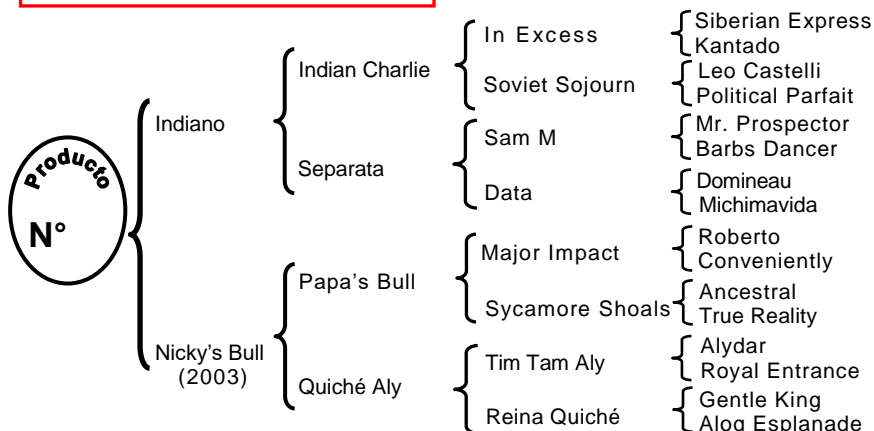 Producto
N°
Indiano
Nicky's Bull
(2003)
Indian Charlie
Separata
Papa's Bull
Quiché Aly
In Excess
Soviet Sojourn
Sam M
Data
Major Impact
Sycamore Shoals
Tim Tam Aly
Reina Quiché
Siberian Express
Kantado
Leo Castelli
Political Parfait
Mr. Prospector
Barbs Dancer
Domineau
Michimavida
Roberto
Conveniently
Ancestral
True Reality
Alydar
Royal Entrance
Gentle King
Alog Esplanade